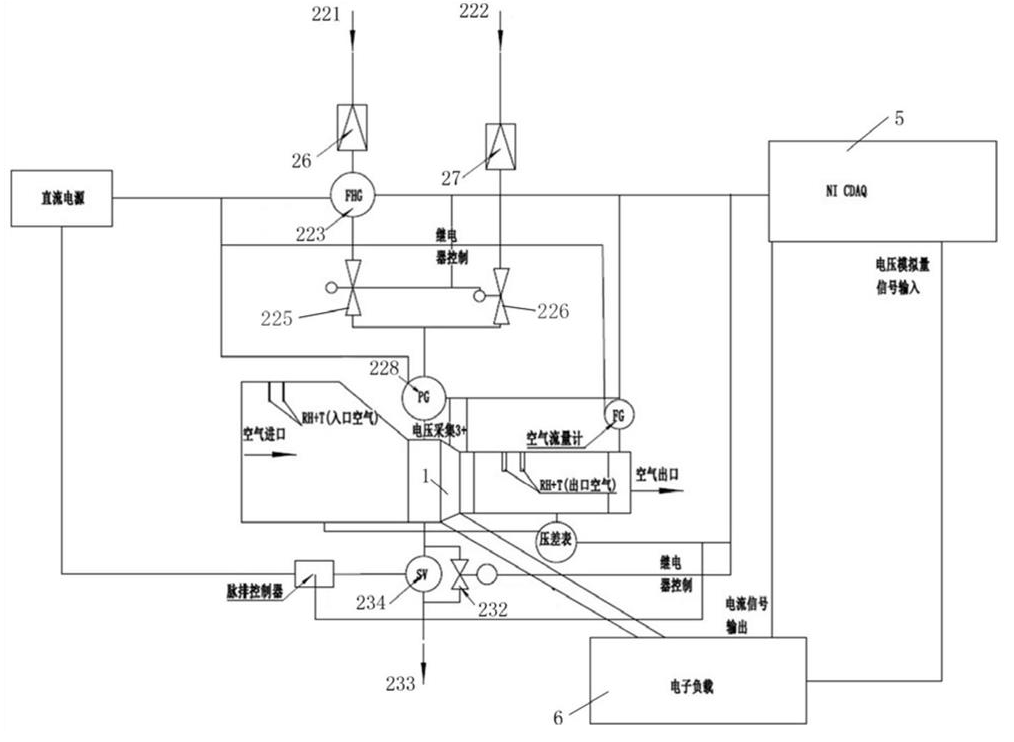 221
222
5
26
27
直流电源
FHG
NI CDAQ
223
继电
器控制
电压模拟量
信号输入
225
226
228
PG
RH+T(入口空气)
电压采集3+
FG
空气进口
空气流量计
1
RH+T(出口空气)
空气出口
压差表
继电
器控制
SV
脉排控制器
234
232
电流信号
输出
233
电子负载
6